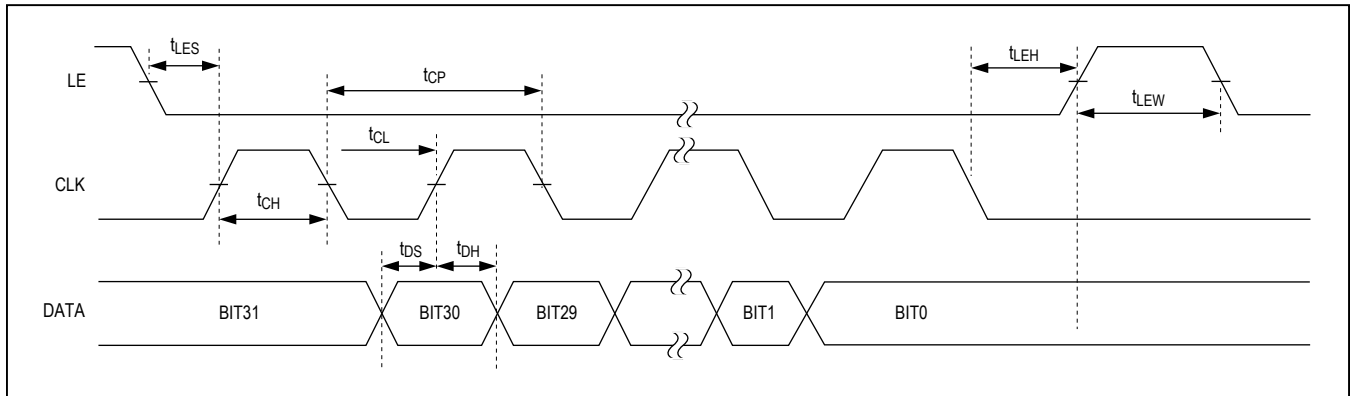 tLES
tLEH
LE
tCP
tLEW
tCL
CLK
tCH
tDS
tDH
DATA
BIT31
BIT30
BIT29
BIT1
BIT0